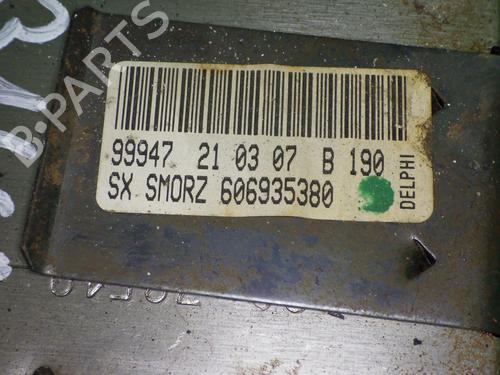 B-PARTS
99947 21 03 07 B 190
SX SMORZ 606935380
DELPHI